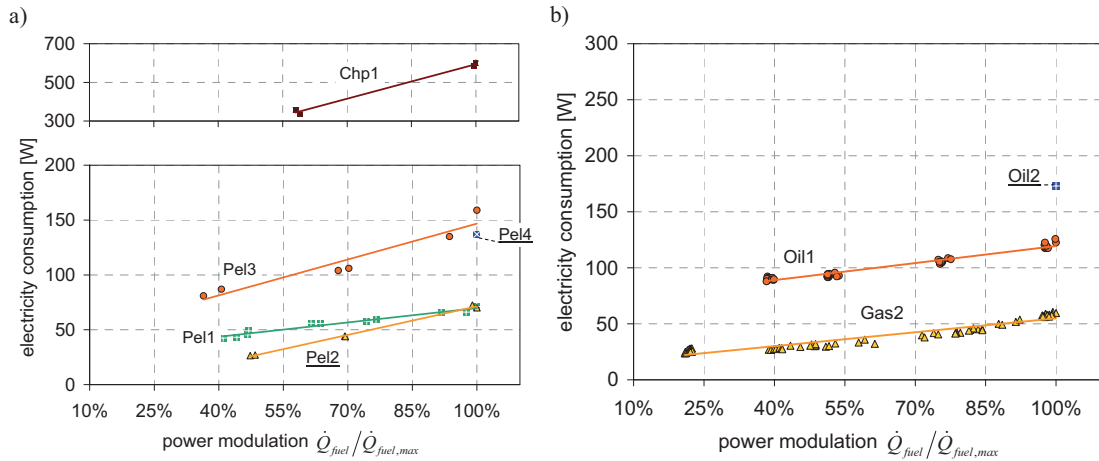 a)
700
600
500
400
300
Chp1
200
150
100
50
0
electricity consumption [W]
Pel3
Pel4
Pel1
Pel2
10% 25% 40% 55% 70% 85% 100%
power modulation Q̇fuel/Q̇fuel,max
b)
300
250
200
150
100
50
0
electricity consumption [W]
Oil2
Oil1
Gas2
10% 25% 40% 55% 70% 85% 100%
power modulation Q̇fuel/Q̇fuel,max